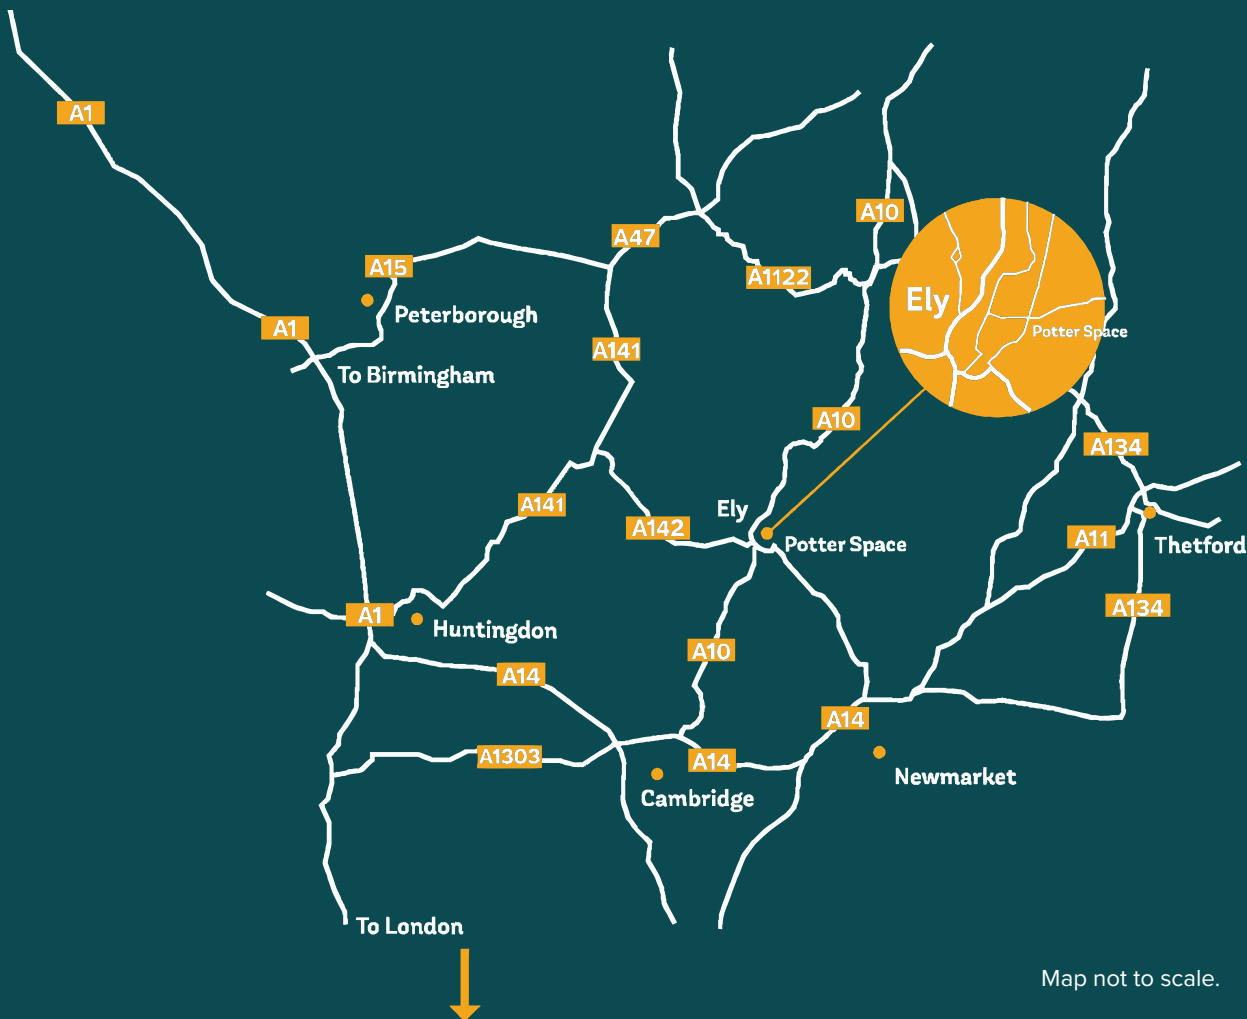 A1
A10
A47
A15
A1122
Ely
Peterborough
A1
Potter Space
A141
To Birmingham
A10
A134
A141
Ely
A142
A11
Potter Space
Thetford
A134
A1
Huntingdon
A10
A14
A14
A1303
A14
Newmarket
Cambridge
To London
Map not to scale.